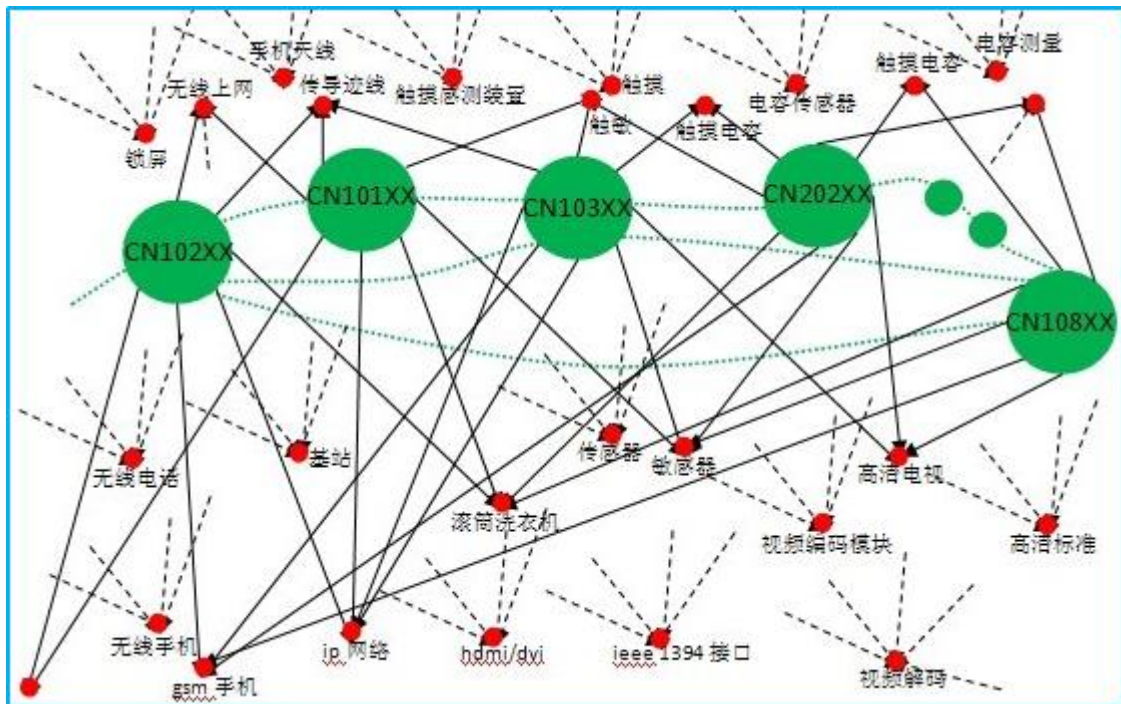 手机天线
电容测量
无线上网
传导迹线
触摸感测装置
触摸
电容传感器
触摸电容
触敏
触摸电容
锁屏
CN101XX
CN103XX
CN202XX
CN102XX
CN108XX
无线电话
基站
传感器
敏感器
高洁电视
滚筒洗衣机
视频编码模块
高洁标准
无线手机
ip 网络
hdmi/dvi
ieee 1394 接口
视频解码
gsm 手机